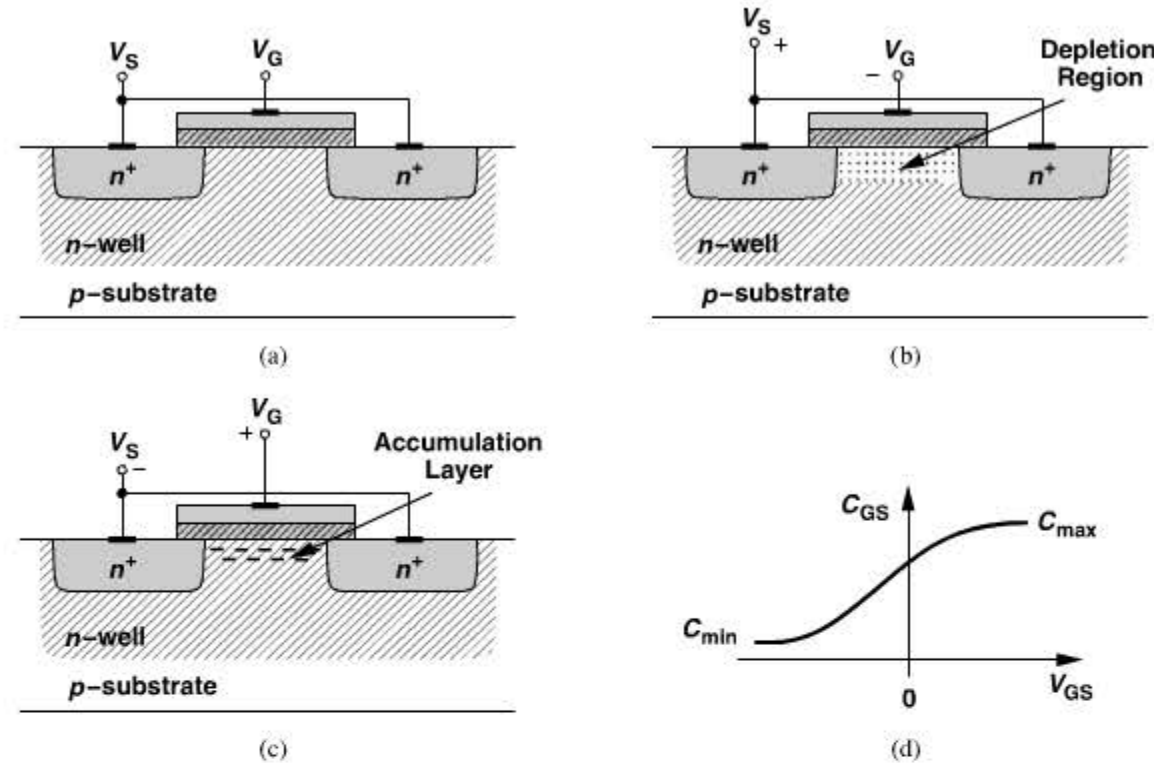 V_S
V_G
n+
n+
n–well
p–substrate
(a)
V_S
+
V_G
–
Depletion
Region
n+
n+
n–well
p–substrate
(b)
V_G
+
V_S
–
Accumulation
Layer
n+
n+
n–well
p–substrate
(c)
C_GS
C_max
C_min
0
V_GS
(d)